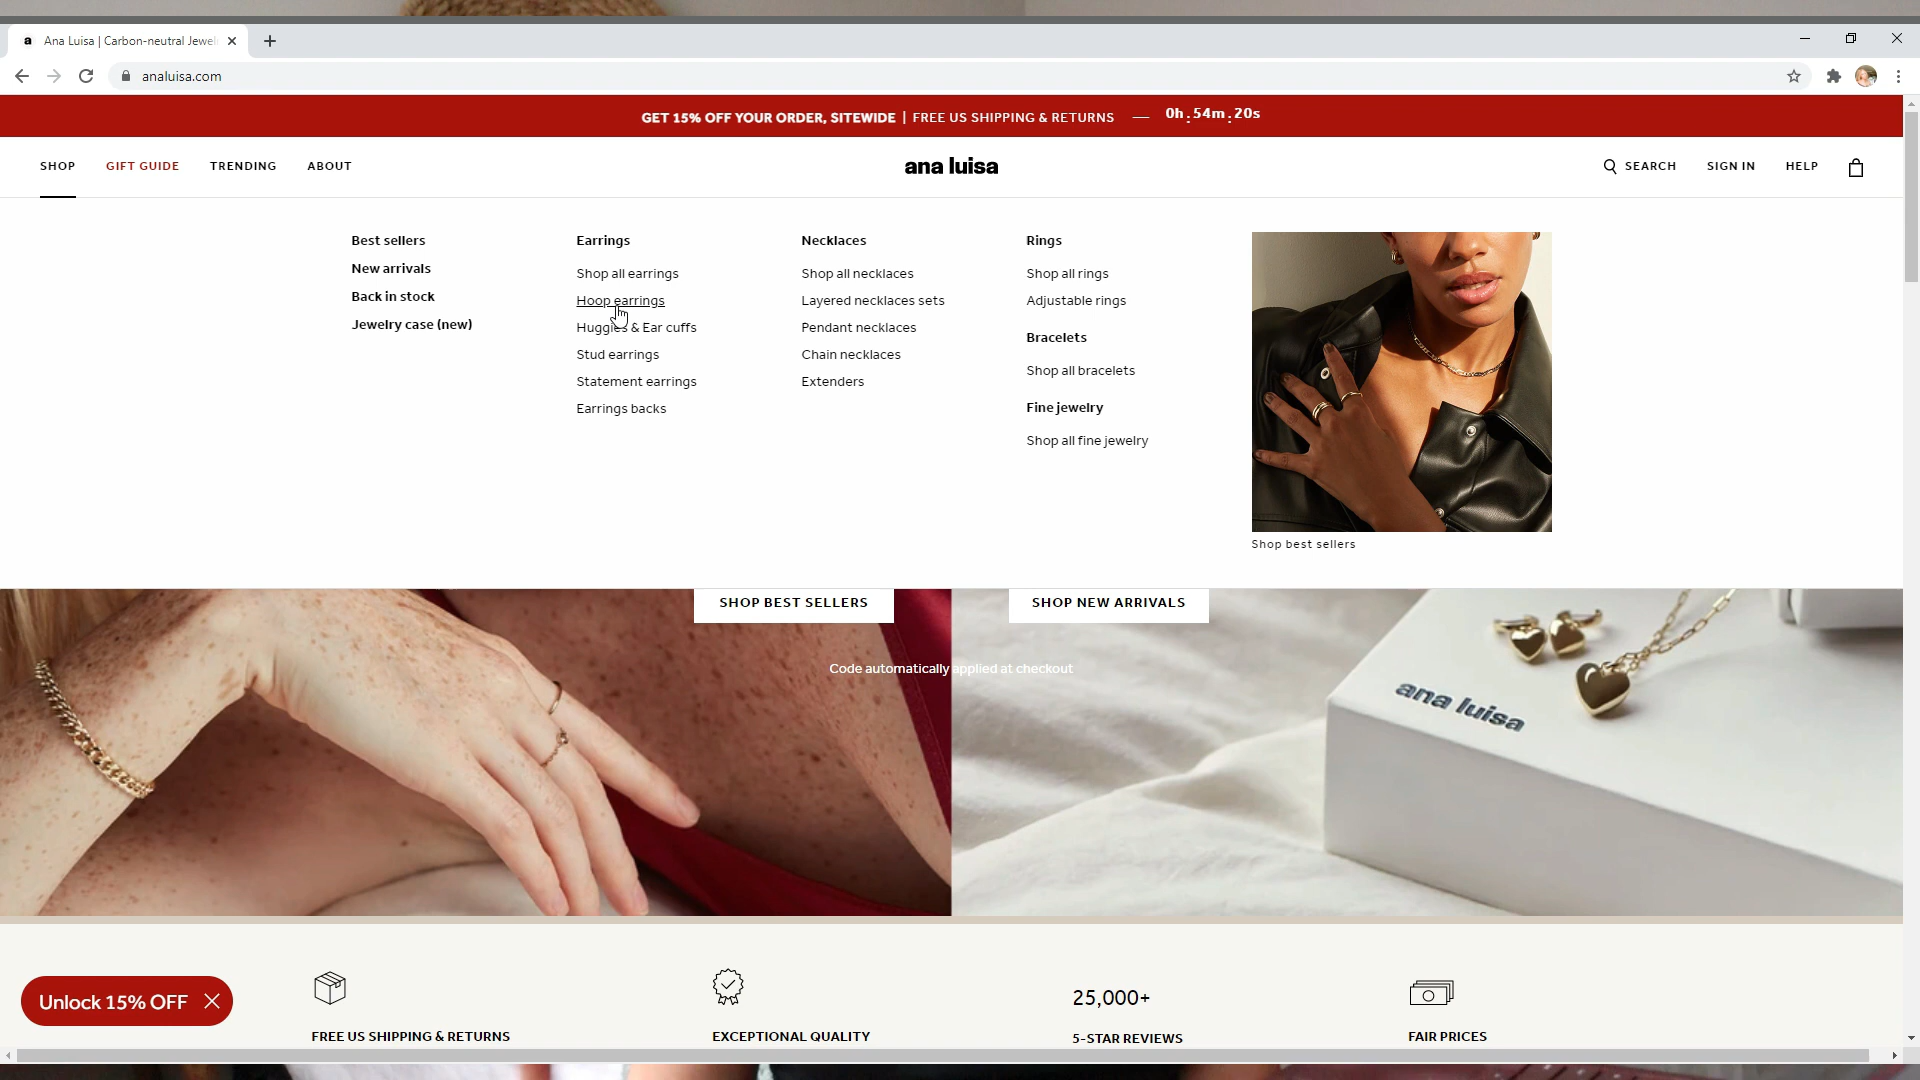 a Ana Luisa | Carbon-neutral Jewel
analuisa.com
GET 15% OFF YOUR ORDER, SITEWIDE | FREE US SHIPPING & RETURNS — 0h : 54m : 20s
SHOP GIFT GUIDE TRENDING ABOUT
ana luisa
SEARCH SIGN IN HELP
Best sellers
New arrivals
Back in stock
Jewelry case (new)
Earrings
Shop all earrings
Hoop earrings
Huggies & Ear cuffs
Stud earrings
Statement earrings
Earrings backs
Necklaces
Shop all necklaces
Layered necklaces sets
Pendant necklaces
Chain necklaces
Extenders
Rings
Shop all rings
Adjustable rings
Bracelets
Shop all bracelets
Fine jewelry
Shop all fine jewelry
Shop best sellers
SHOP BEST SELLERS
SHOP NEW ARRIVALS
Code automatically applied at checkout
ana luisa
Unlock 15% OFF
FREE US SHIPPING & RETURNS
EXCEPTIONAL QUALITY
25,000+
5-STAR REVIEWS
FAIR PRICES